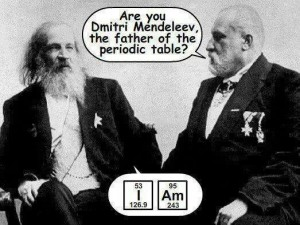 Are you
Dmitri Mendeleev,
the father of the
periodic table?
53 95
I Am
126.9 243